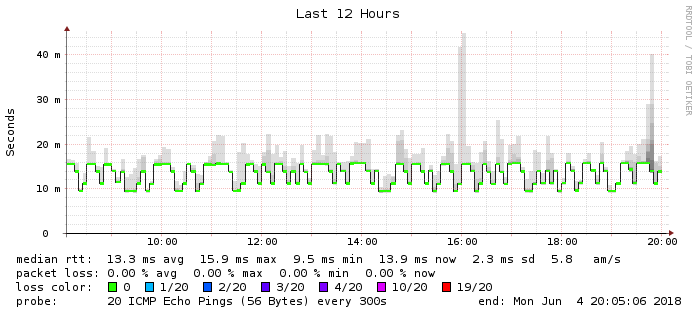 Last 12 Hours
RRDTOOL / TOBI OETIKER
Seconds
40 m
30 m
20 m
10 m
0
10:00 12:00 14:00 16:00 18:00 20:00
median rtt: 13.3 ms avg 15.9 ms max 9.5 ms min 13.9 ms now 2.3 ms sd 5.8 am/s
packet loss: 0.00 % avg 0.00 % max 0.00 % min 0.00 % now
loss color: 0 1/20 2/20 3/20 4/20 10/20 19/20
probe: 20 ICMP Echo Pings (56 Bytes) every 300s end: Mon Jun 4 20:05:06 2018